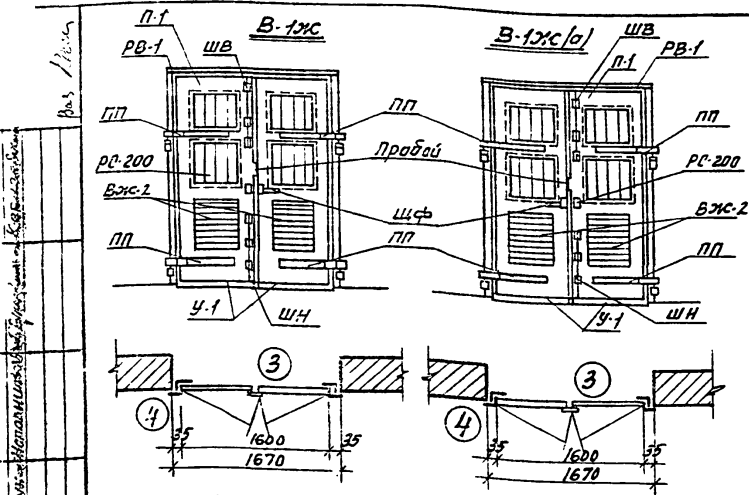 В-1Ж
П-1
РВ-1
ШВ
ПП
РС-200
ВЖ-2
ПП
У-1
ШН
ПП
Пробой
ЩФ
ПП
В-1Ж(а)
ШВ
П-1
РВ-1
ПП
РС-200
ВЖ-2
ПП
ШН
У-1
3
4
35
1600
35
1670
3
4
35
1600
35
1670